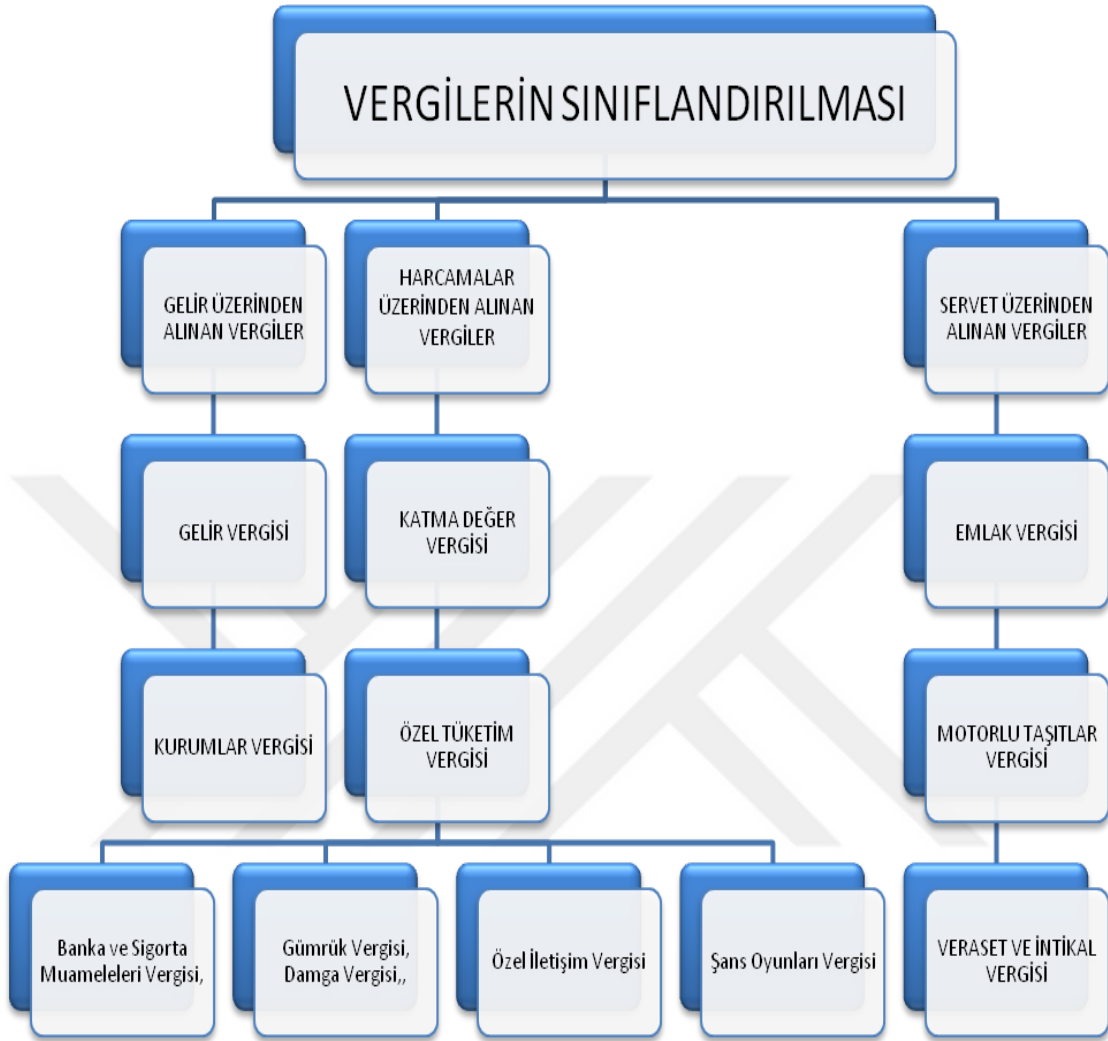 VERGİLERİN SINIFLANDIRILMASI
GELİR ÜZERİNDEN
ALINAN VERGİLER
HARCAMALAR
ÜZERİNDEN ALINAN
VERGİLER
SERVET ÜZERİNDEN
ALINAN VERGİLER
GELİR VERGİSİ
KATMA DEĞER
VERGİSİ
EMLAK VERGİSİ
KURUMLAR VERGİSİ
ÖZEL TÜKETİM
VERGİSİ
MOTORLU TAŞITLAR
VERGİSİ
Banka ve Sigorta
Muameleleri Vergisi,
Gümrük Vergisi,
Damga Vergisi,,
Özel İletişim Vergisi
Şans Oyunları Vergisi
VERASET VE İNTİKAL
VERGİSİ